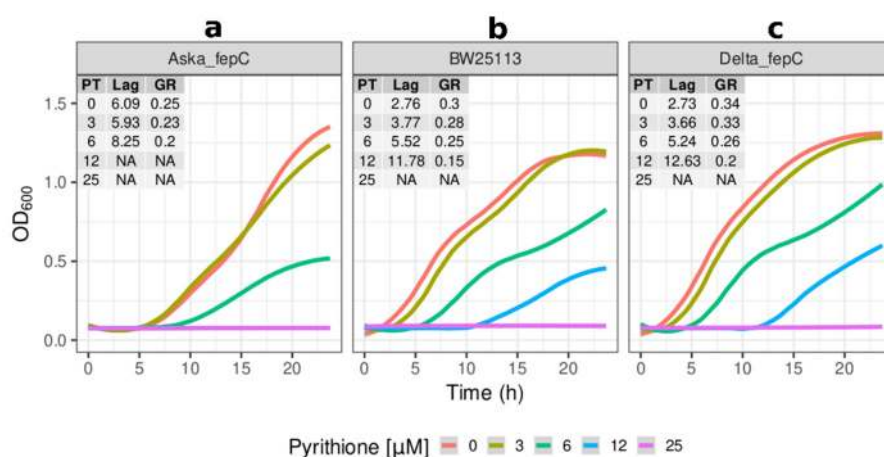 a b c
Aska_fepC BW25113 Delta_fepC
PT Lag GR PT Lag GR PT Lag GR
0 6.09 0.25 0 2.76 0.3 0 2.73 0.34
3 5.93 0.23 3 3.77 0.28 3 3.66 0.33
6 8.25 0.2 6 5.52 0.25 6 5.24 0.26
12 NA NA 12 11.78 0.15 12 12.63 0.2
25 NA NA 25 NA NA 25 NA NA
1.5
1.0
0.5
0.0
OD600
0 5 10 15 20 0 5 10 15 20 0 5 10 15 20
Time (h)
Pyrithione [µM] 0 3 6 12 25